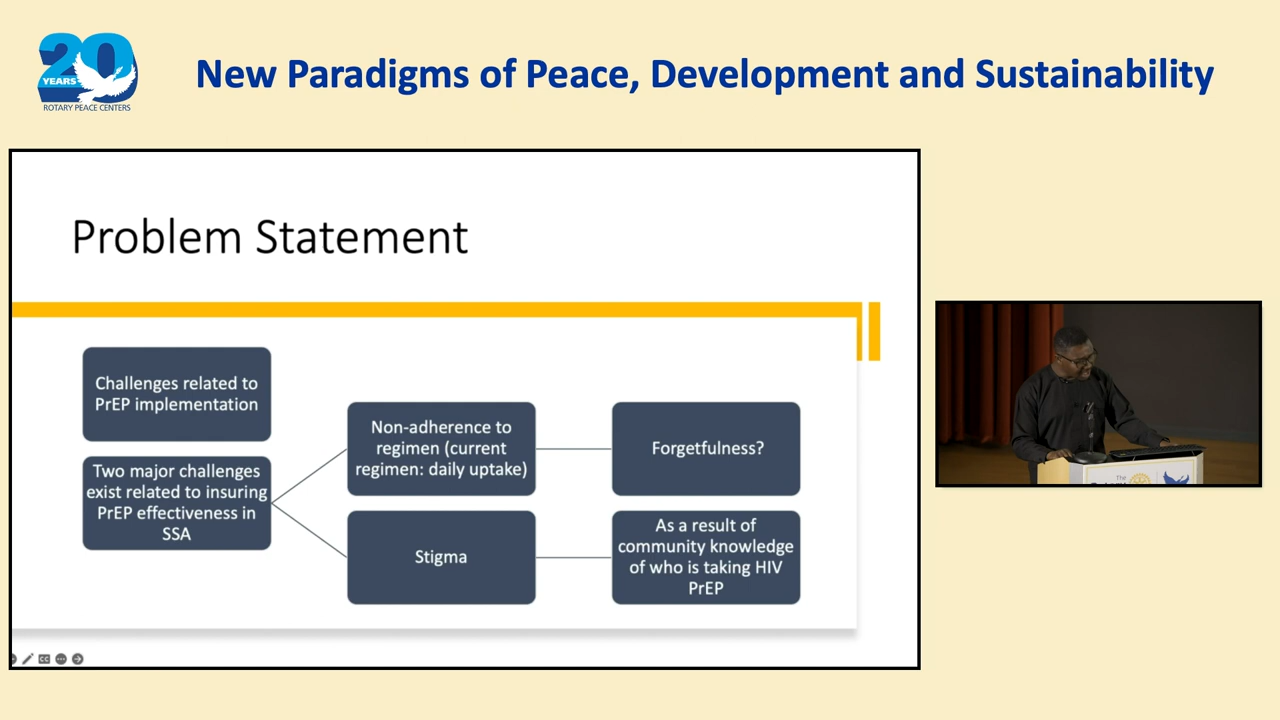 20
YEARS
ROTARY PEACE CENTERS
New Paradigms of Peace, Development and Sustainability
Problem Statement
Challenges related to
PrEP implementation
Two major challenges
exist related to insuring
PrEP effectiveness in
SSA
Non-adherence to
regimen (current
regimen: daily uptake)
Stigma
Forgetfulness?
As a result of
community knowledge
of who is taking HIV
PrEP
CC
The